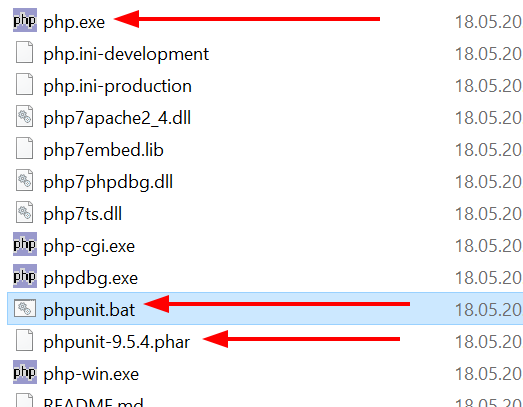 php php.exe 18.05.20
php.ini-development 18.05.20
php.ini-production 18.05.20
php7apache2_4.dll 18.05.20
php7embed.lib 18.05.20
php7phpdbg.dll 18.05.20
php7ts.dll 18.05.20
php php-cgi.exe 18.05.20
php phpdbg.exe 18.05.20
phpunit.bat 18.05.20
phpunit-9.5.4.phar 18.05.20
php php-win.exe 18.05.20
README.md 18.05.20